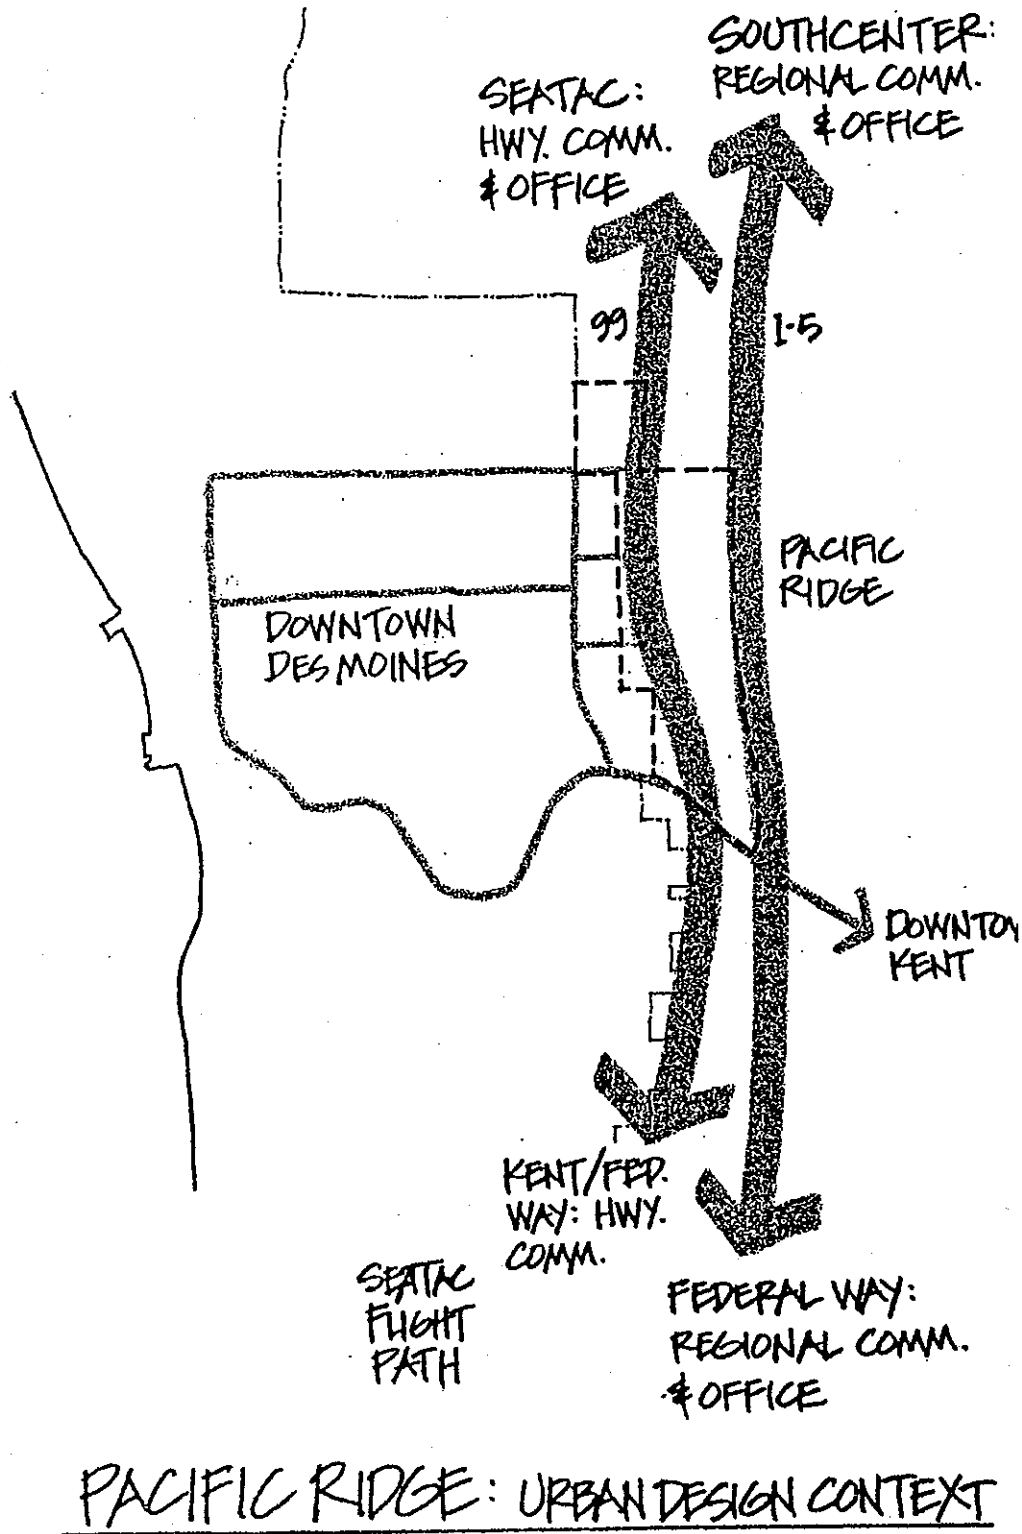 SOUTHCENTER:
REGIONAL COMM.
& OFFICE
SEATAC:
HWY. COMM.
& OFFICE
99
I-5
PACIFIC
RIDGE
DOWNTOWN
DES MOINES
DOWNTOW
KENT
KENT/FED.
WAY: HWY.
COMM.
SEATAC
FLIGHT
PATH
FEDERAL WAY:
REGIONAL COMM.
& OFFICE
PACIFIC RIDGE: URBAN DESIGN CONTEXT